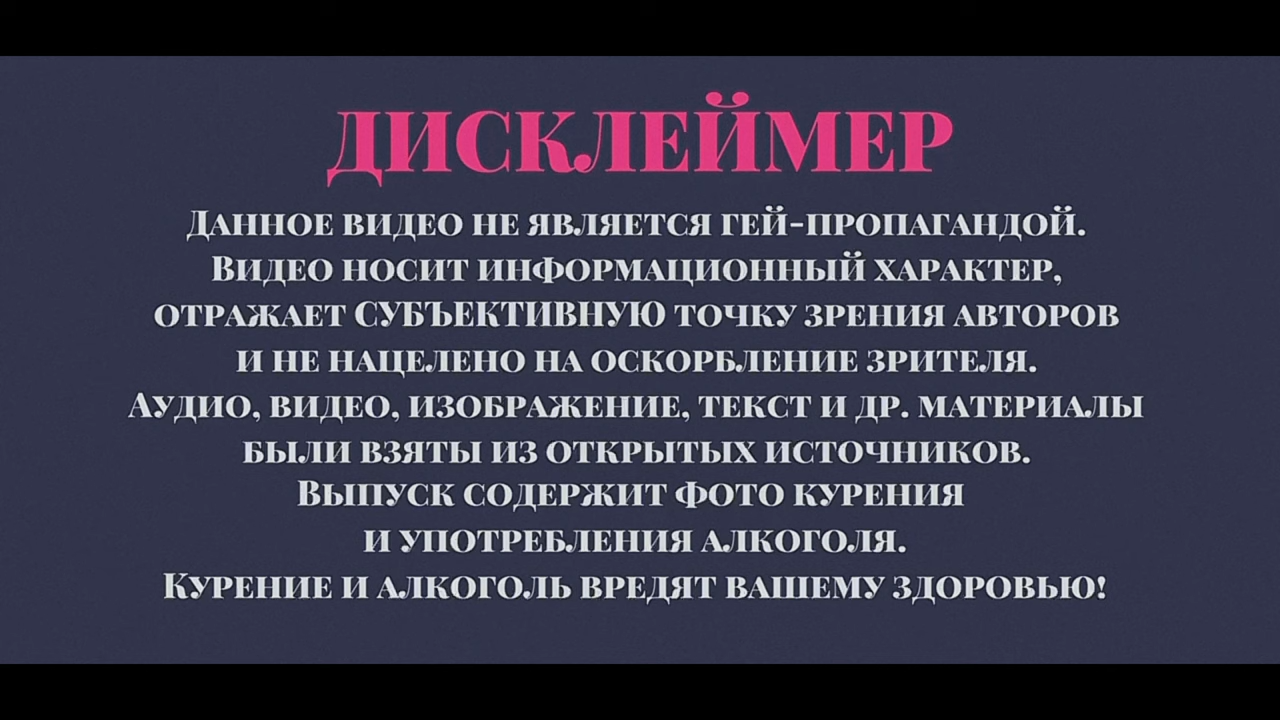 ДИСКЛЕЙМЕР
Данное видео не является гей-пропагандой.
Видео носит информационный характер,
отражает СУБЪЕКТИВНУЮ точку зрения авторов
и не нацелено на оскорбление зрителя.
Аудио, видео, изображение, текст и др. материалы
были взяты из открытых источников.
Выпуск содержит фото курения
и употребления алкоголя.
Курение и алкоголь вредят вашему здоровью!